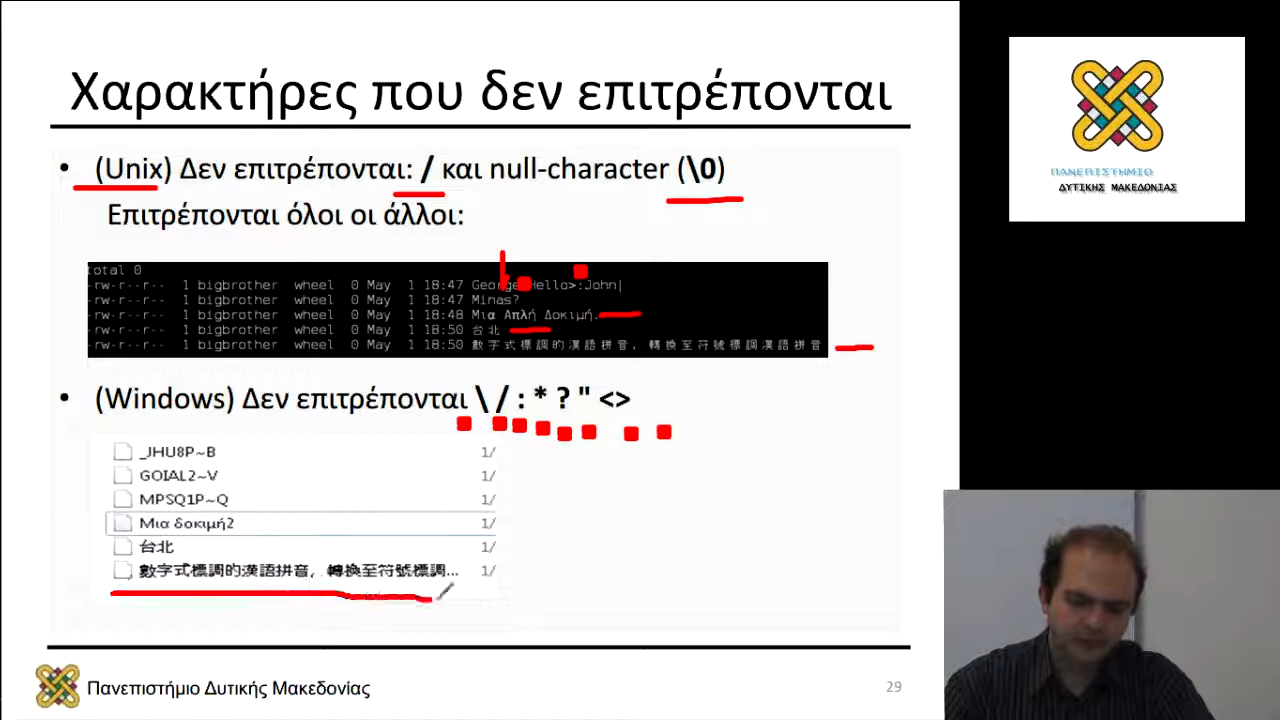 Χαρακτήρες που δεν επιτρέπονται
• (Unix) Δεν επιτρέπονται: / και null-character (\0)
Επιτρέπονται όλοι οι άλλοι:
total 0
-rw-r--r-- 1 bigbrother wheel 0 May 1 18:47 George Hello>:John|
-rw-r--r-- 1 bigbrother wheel 0 May 1 18:47 Minas?
-rw-r--r-- 1 bigbrother wheel 0 May 1 18:48 Μια Απλή Δοκιμή.
-rw-r--r-- 1 bigbrother wheel 0 May 1 18:50 台北
-rw-r--r-- 1 bigbrother wheel 0 May 1 18:50 數字式標調的漢語拼音, 轉換至符號標調漢語拼音
• (Windows) Δεν επιτρέπονται \ / : * ? " <>
_JHU8P~B 1/
GOIAL2~V 1/
MPSQ1P~Q 1/
Μια δοκιμή2 1/
台北 1/
數字式標調的漢語拼音, 轉換至符號標調... 1/
Πανεπιστήμιο Δυτικής Μακεδονίας
29
ΠΑΝΕΠΙΣΤΗΜΙΟ
ΔΥΤΙΚΗΣ ΜΑΚΕΔΟΝΙΑΣ